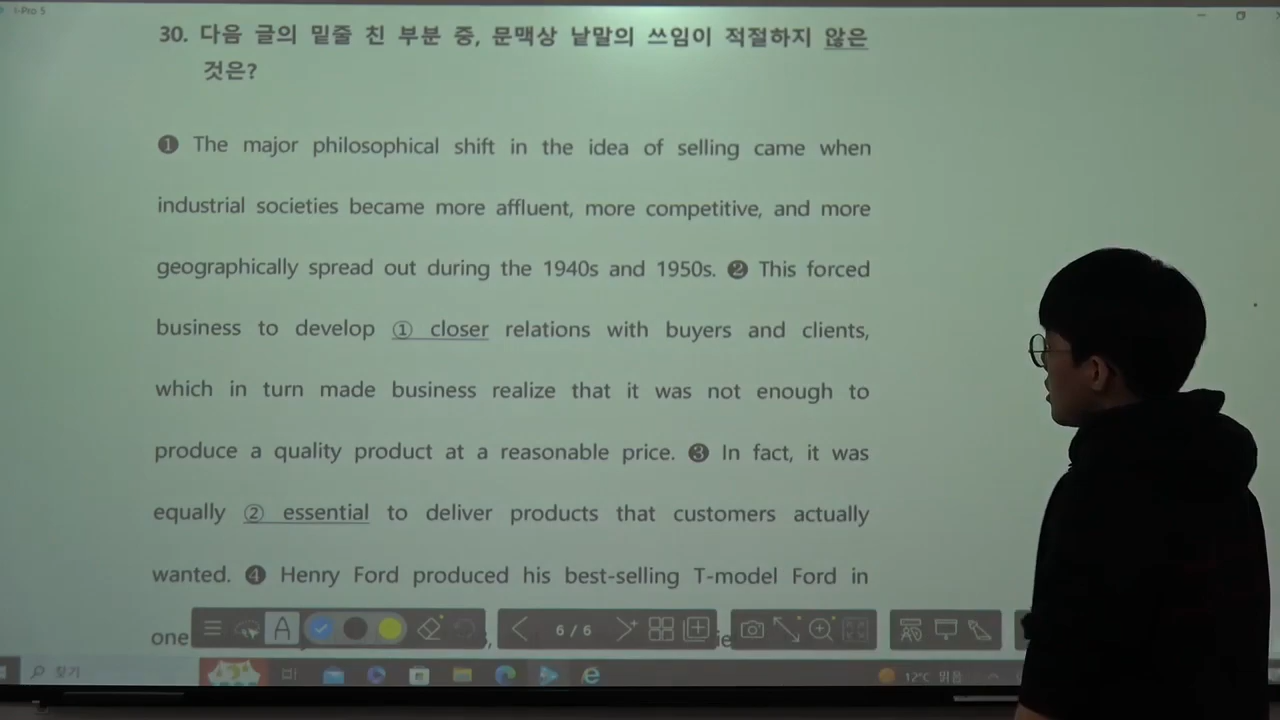 I-Pro 5
30. 다음 글의 밑줄 친 부분 중, 문맥상 낱말의 쓰임이 적절하지 않은
것은?
❶ The major philosophical shift in the idea of selling came when
industrial societies became more affluent, more competitive, and more
geographically spread out during the 1940s and 1950s. ❷ This forced
business to develop ① closer relations with buyers and clients,
which in turn made business realize that it was not enough to
produce a quality product at a reasonable price. ❸ In fact, it was
equally ② essential to deliver products that customers actually
wanted. ❹ Henry Ford produced his best-selling T-model Ford in
one
6 / 6
찾기
12°C 맑음